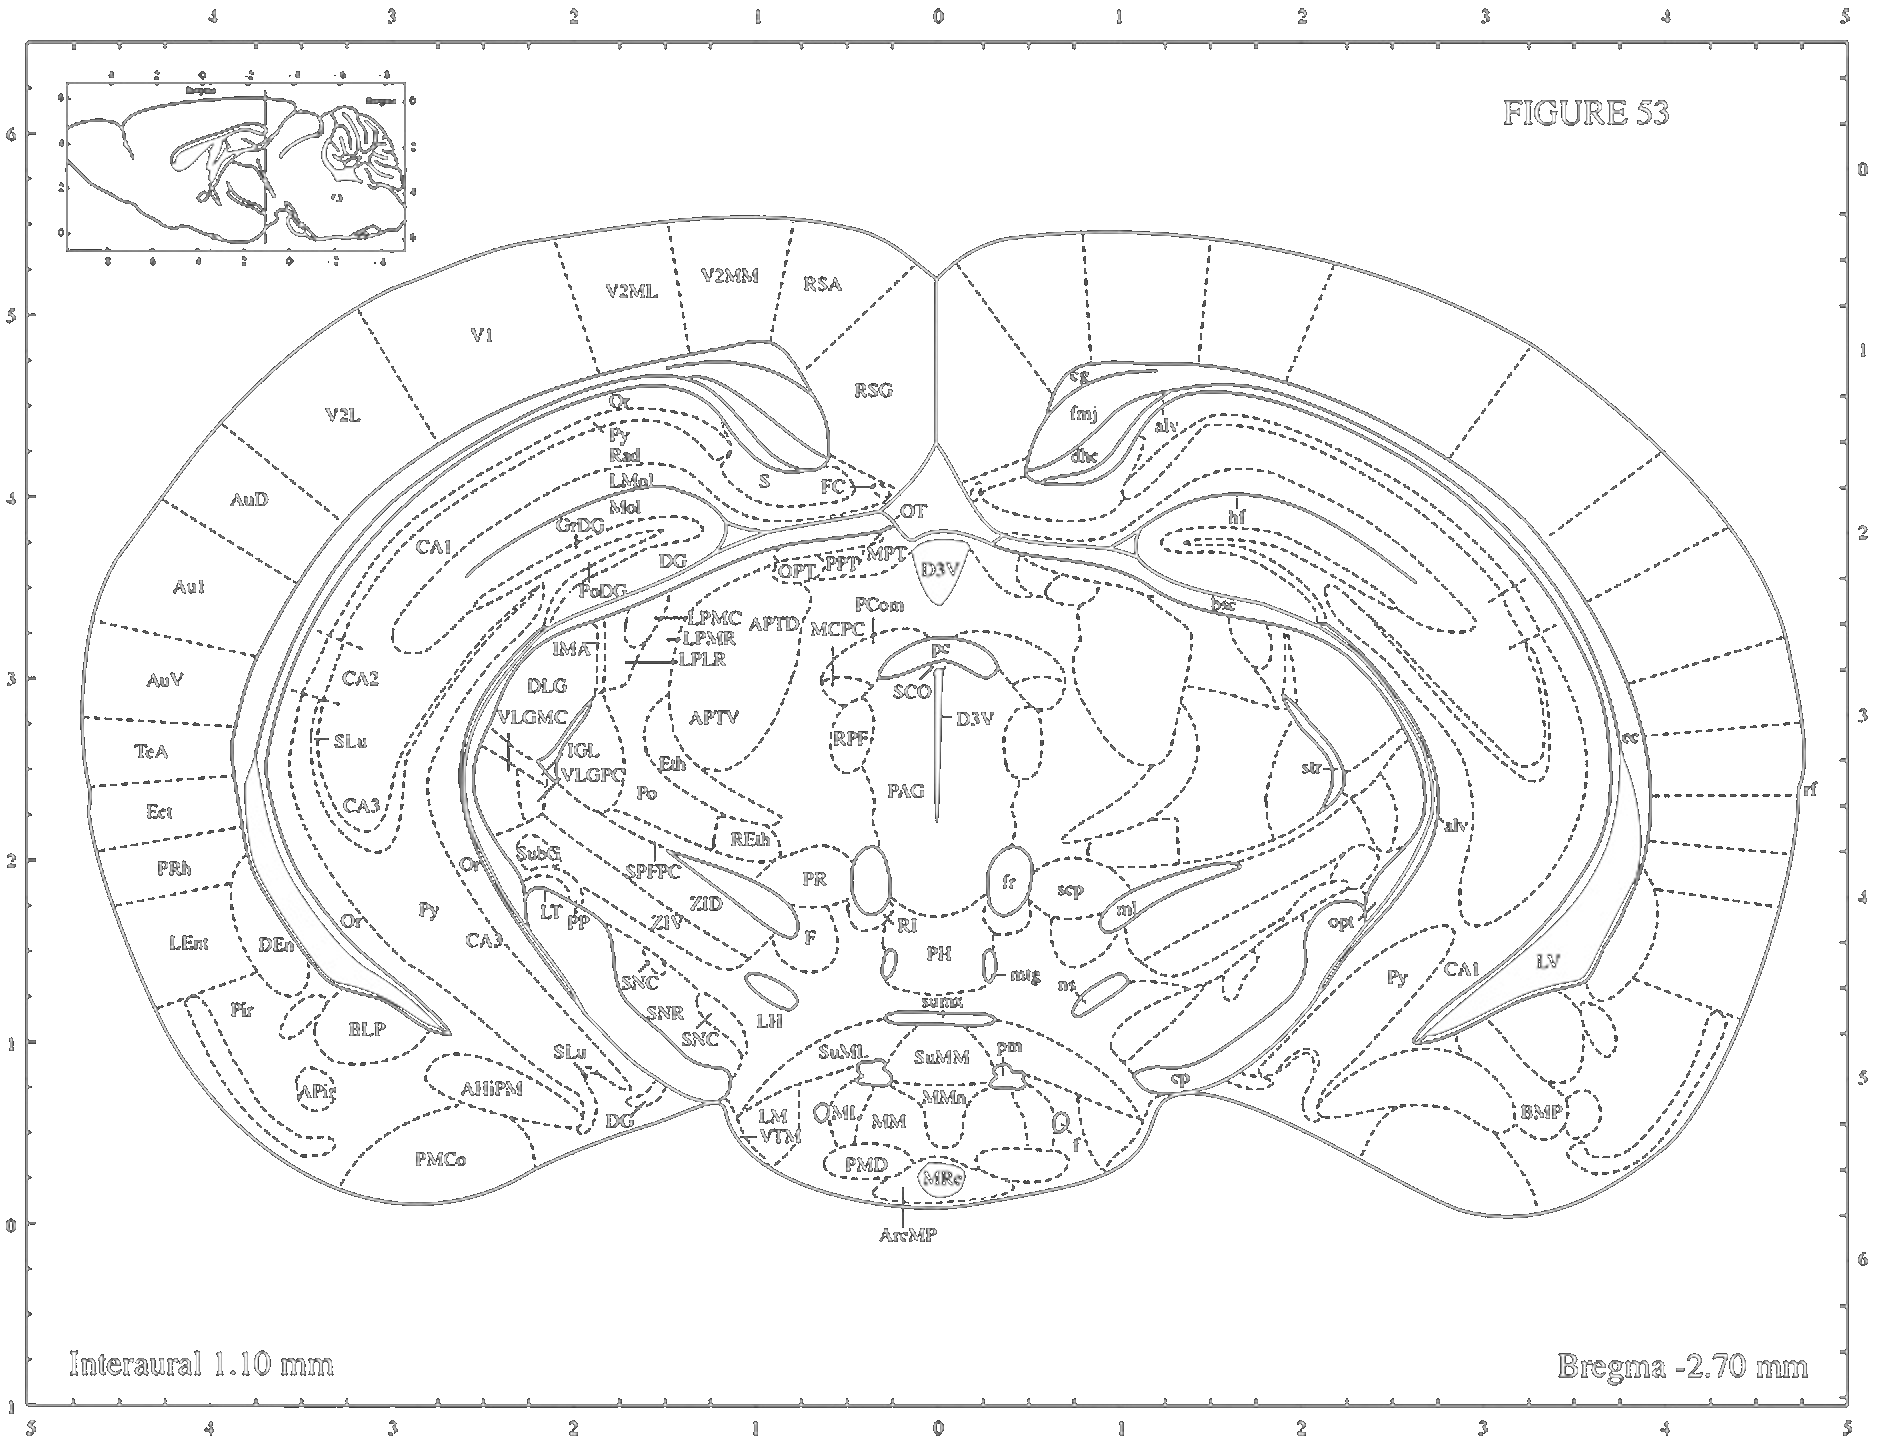 4 3 2 1 0 1 2 3 4 5
FIGURE 53
6
0
V2ML V2MM RSA
5
V1
1
cg
RSG
V2L
Or
fmj
Py
alv
Rad
dhc
LMol
S
FC
AuD
4
Mol
OT
hf
GrDG
2
CA1
DG
OPT PPT MPT
D3V
Au1
PoDG
PCom
bsc
LPMC
APTD
MCPC
LPMR
IMA
LPLR
pc
AuV
3
CA2
DLG
SCO
VLGMC
APTV
D3V
3
SLu
RPF
ec
TeA
IGL
str
VLGPC
Eth
Po
PAG
rf
CA3
Ect
alv
REth
SubG
Or
2
PRh
SPFPC
PR
fr
scp
4
Py
LT
PP
ZID
ml
Or
ZIV
RI
opt
LEnt
DEn
CA3
F
PH
LV
CA1
SNC
mtg
mt
Py
Pir
SNR
LH
sumx
BLP
SNC
1
SLu
SuML
SuMM
pm
cp
5
APir
AHiPM
MMn
DG
LM
ML
MM
BMP
VTM
f
PMCo
PMD
MRe
0
ArcMP
6
Interaural 1.10 mm
Bregma -2.70 mm
1
5 4 3 2 1 0 1 2 3 4 5